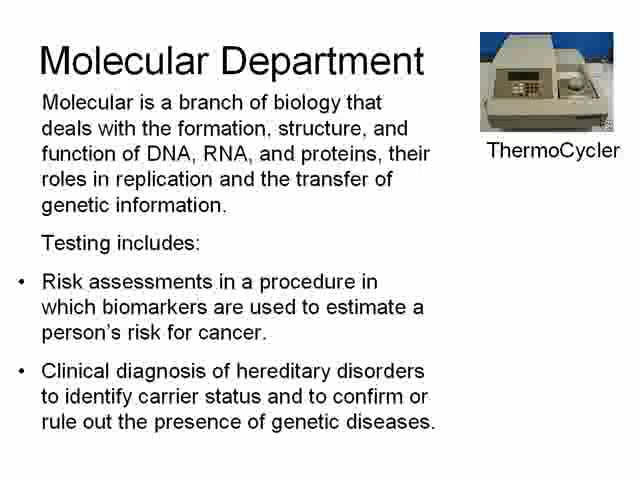 Molecular Department
Molecular is a branch of biology that
deals with the formation, structure, and
function of DNA, RNA, and proteins, their
roles in replication and the transfer of
genetic information.
Testing includes:
• Risk assessments in a procedure in
which biomarkers are used to estimate a
person's risk for cancer.
• Clinical diagnosis of hereditary disorders
to identify carrier status and to confirm or
rule out the presence of genetic diseases.
ThermoCycler